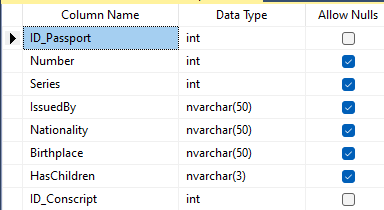 Column Name Data Type Allow Nulls
ID_Passport int
Number int
Series int
IssuedBy nvarchar(50)
Nationality nvarchar(50)
Birthplace nvarchar(50)
HasChildren nvarchar(3)
ID_Conscript int